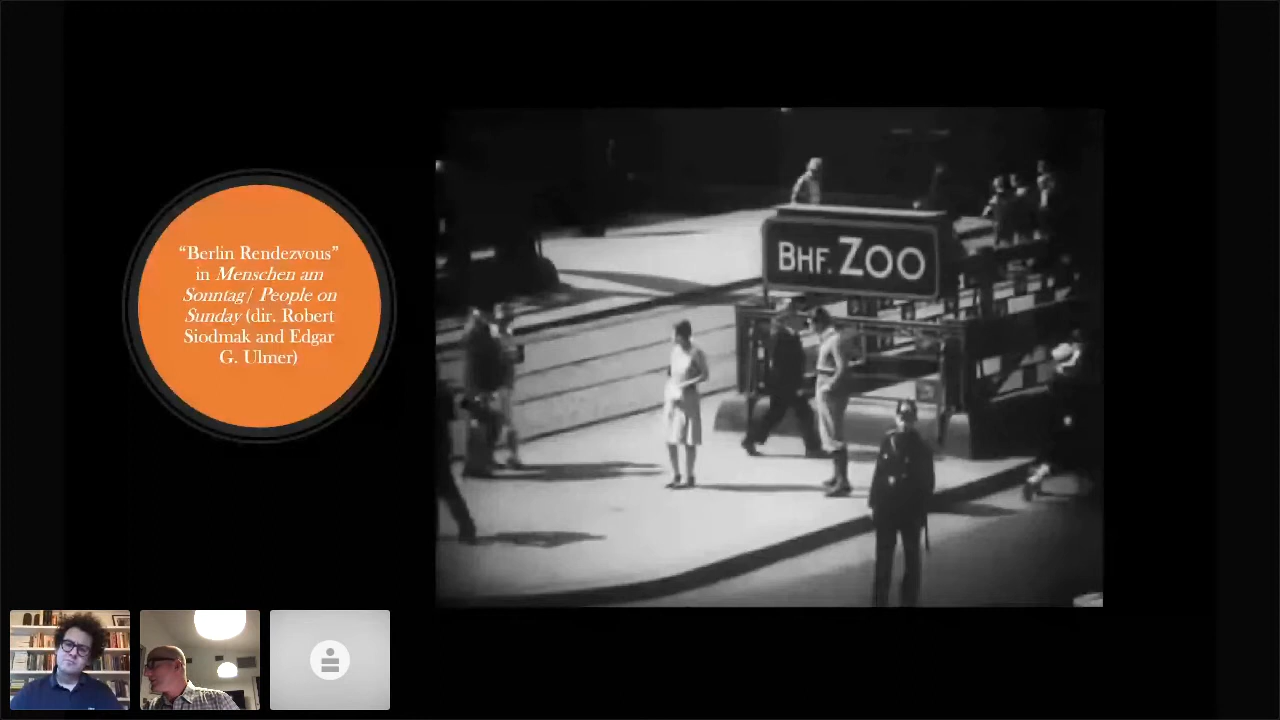 “Berlin Rendezvous”
in Menschen am
Sonntag/ People on
Sunday (dir. Robert
Siodmak and Edgar
G. Ulmer)
BHF. ZOO